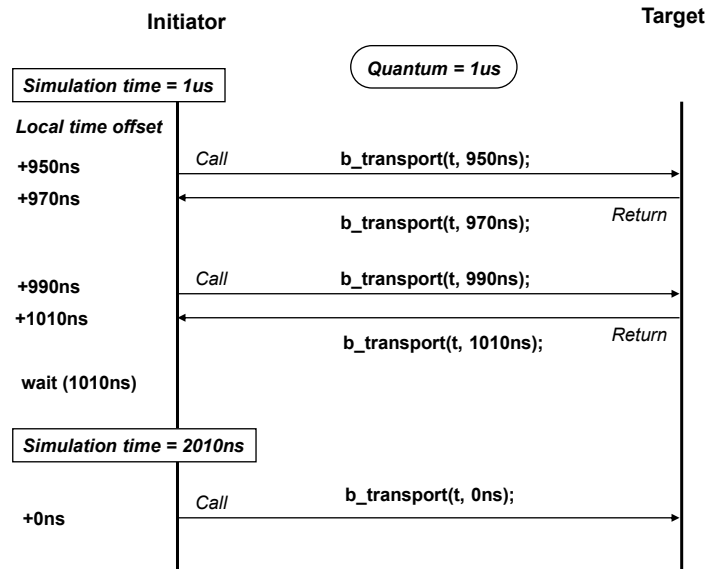 Initiator
Target
Simulation time = 1us
Quantum = 1us
Local time offset
+950ns
Call
b_transport(t, 950ns);
+970ns
b_transport(t, 970ns);
Return
+990ns
Call
b_transport(t, 990ns);
+1010ns
b_transport(t, 1010ns);
Return
wait (1010ns)
Simulation time = 2010ns
+0ns
Call
b_transport(t, 0ns);